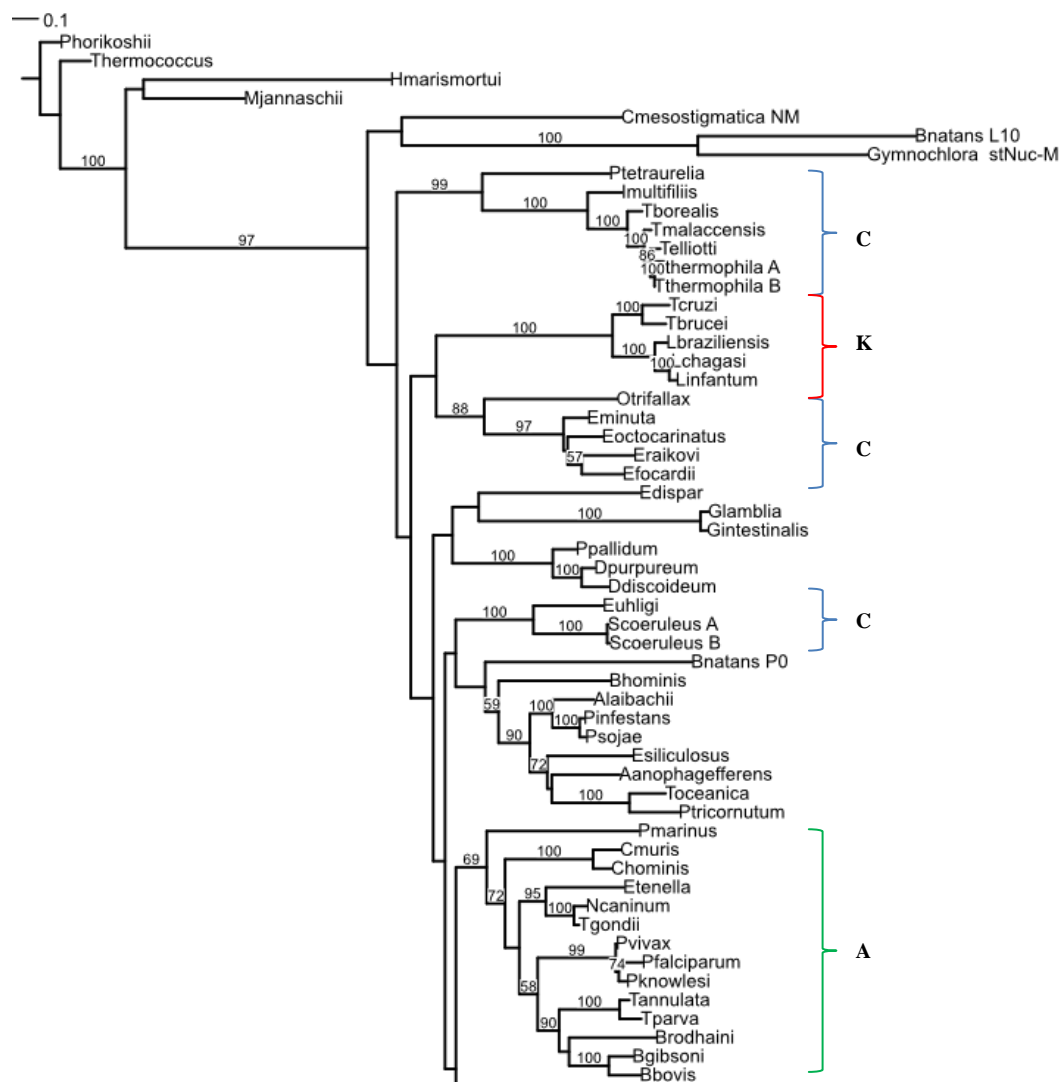 0.1
Phorikoshii
Thermococcus
Hmarismortui
Mjannaschii
Cmesostigmatica NM
100
Bnatans L10
Gymnochlora stNuc-M
100
Ptetraurelia
99
Imultifiliis
100
Tborealis
100
Tmalaccensis
100
Telliotti
86
Tthermophila A
100
Tthermophila B
C
97
Tcruzi
100
Tbrucei
100
Lbraziliensis
100
Lchagasi
100
Linfantum
K
Otrifallax
88
Eminuta
97
Eoctocarinatus
Eraikovi
57
Efocardii
C
Edispar
Glamblia
100
Gintestinalis
Ppallidum
100
Dpurpureum
100
Ddiscoideum
Euhligi
100
Scoeruleus A
100
Scoeruleus B
C
Bnatans P0
Bhominis
59
Alaibachii
100
Pinfestans
100
Psojae
90
Esiliculosus
72
Aanophagefferens
Toceanica
100
Ptricornutum
Pmarinus
69
Cmuris
100
Chominis
72
Etenella
95
Ncaninum
100
Tgondii
Pvivax
99
Pfalciparum
74
Pknowlesi
58
Tannulata
100
Tparva
90
Brodhaini
Bgibsoni
100
Bbovis
A